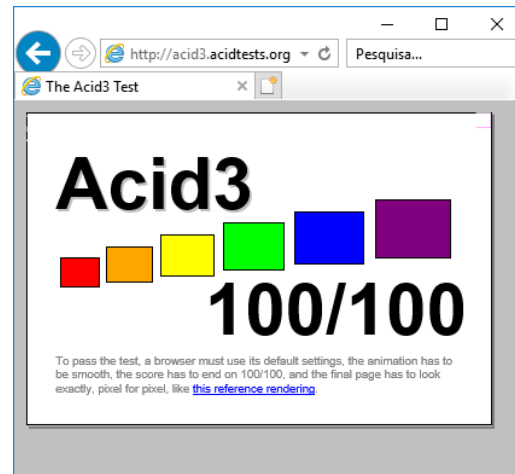 http://acid3.acidtests.org
Pesquisa...
The Acid3 Test
Acid3
100/100
To pass the test, a browser must use its default settings, the animation has to
be smooth, the score has to end on 100/100, and the final page has to look
exactly, pixel for pixel, like this reference rendering.